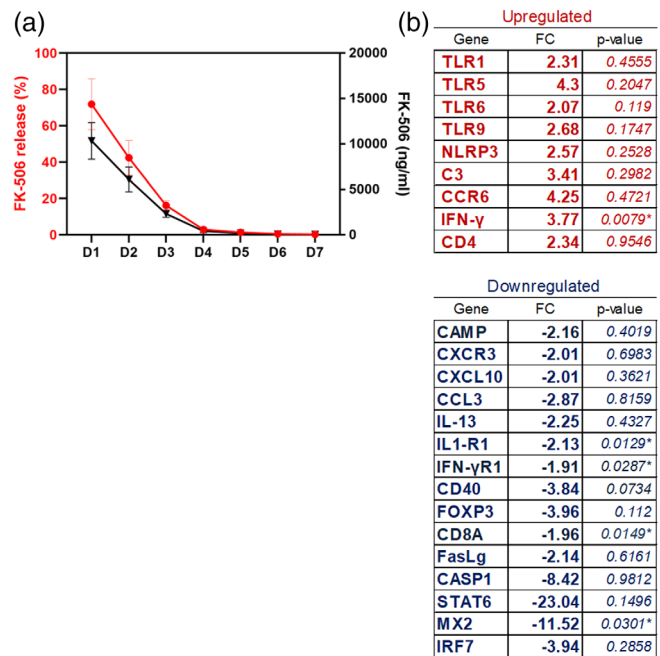 (a)
100
80
60
40
20
0
FK-506 release (%)
20000
15000
10000
5000
0
FK-506 (ng/ml)
D1 D2 D3 D4 D5 D6 D7
(b)
Upregulated
Gene FC p-value
TLR1 2.31 0.4555
TLR5 4.3 0.2047
TLR6 2.07 0.119
TLR9 2.68 0.1747
NLRP3 2.57 0.2528
C3 3.41 0.2982
CCR6 4.25 0.4721
IFN-γ 3.77 0.0079*
CD4 2.34 0.9546
Downregulated
Gene FC p-value
CAMP -2.16 0.4019
CXCR3 -2.01 0.6983
CXCL10 -2.01 0.3621
CCL3 -2.87 0.8159
IL-13 -2.25 0.4327
IL1-R1 -2.13 0.0129*
IFN-γR1 -1.91 0.0287*
CD40 -3.84 0.0734
FOXP3 -3.96 0.112
CD8A -1.96 0.0149*
FasLg -2.14 0.6161
CASP1 -8.42 0.9812
STAT6 -23.04 0.1496
MX2 -11.52 0.0301*
IRF7 -3.94 0.2858